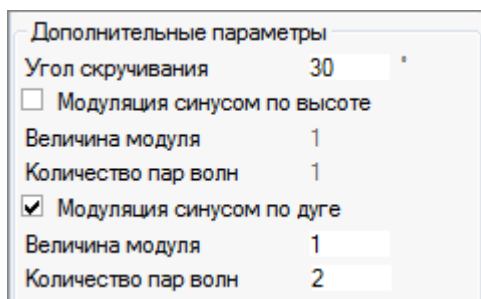 Дополнительные параметры
Угол скручивания 30 °
Модуляция синусом по высоте
Величина модуля 1
Количество пар волн 1
Модуляция синусом по дуге
Величина модуля 1
Количество пар волн 2